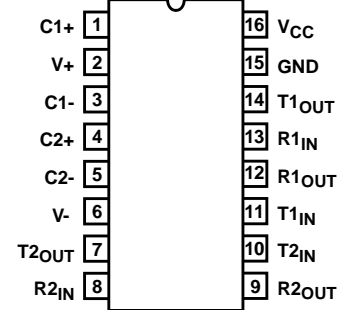 C1+ 1 16 VCC
V+ 2 15 GND
C1- 3 14 T1OUT
C2+ 4 13 R1IN
C2- 5 12 R1OUT
V- 6 11 T1IN
T2OUT 7 10 T2IN
R2IN 8 9 R2OUT